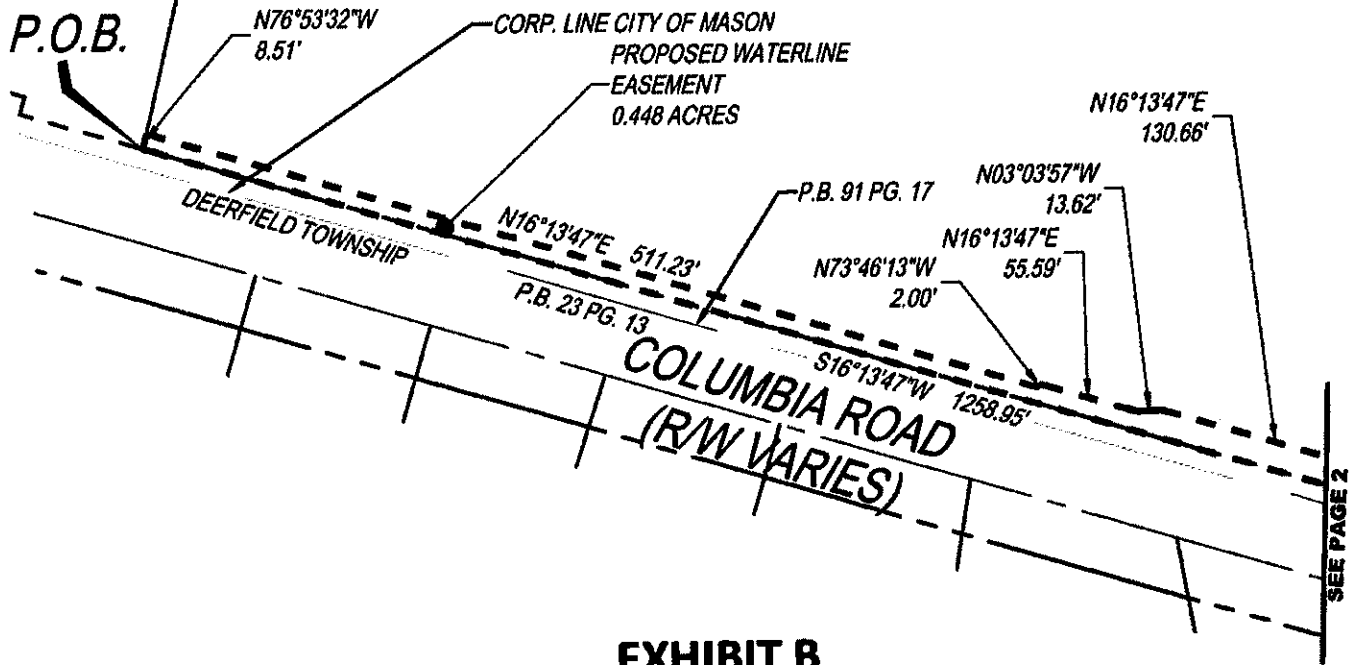 P.O.B.
N76°53'32"W
8.51'
CORP. LINE CITY OF MASON
PROPOSED WATERLINE
EASEMENT
0.448 ACRES
N16°13'47"E
130.66'
N03°03'57"W
13.62'
P.B. 91 PG. 17
N16°13'47"E
55.59'
N73°46'13"W
2.00'
DEERFIELD TOWNSHIP
N16°13'47"E 511.23'
P.B. 23 PG. 13
S16°13'47"W 1258.95'
COLUMBIA ROAD
(R/W VARIES)
SEE PAGE 2
EXHIBIT B